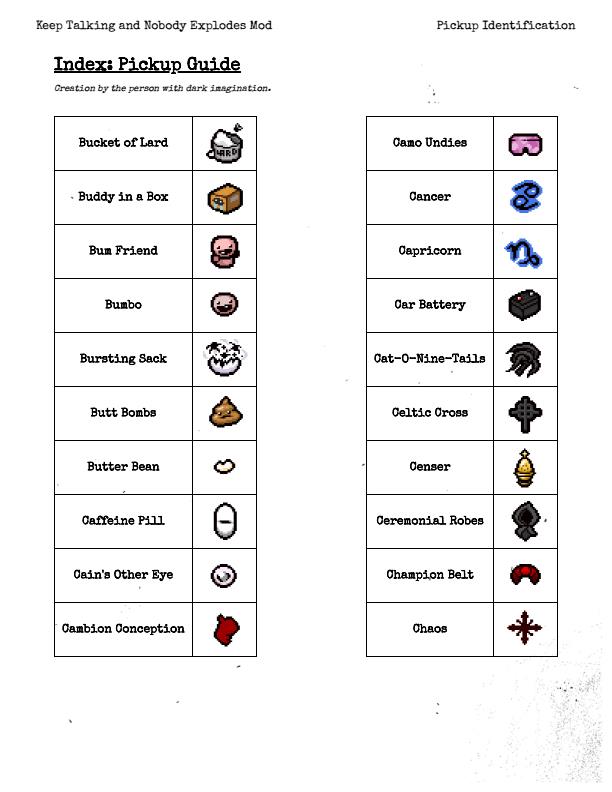 Keep Talking and Nobody Explodes Mod
Pickup Identification
Index: Pickup Guide
Creation by the person with dark imagination.
Bucket of Lard
LARD
Buddy in a Box
Bum Friend
Bumbo
Bursting Sack
Butt Bombs
Butter Bean
Caffeine Pill
Cain's Other Eye
Cambion Conception
Camo Undies
Cancer
Capricorn
Car Battery
Cat-O-Nine-Tails
Celtic Cross
Censer
Ceremonial Robes
Champion Belt
Chaos